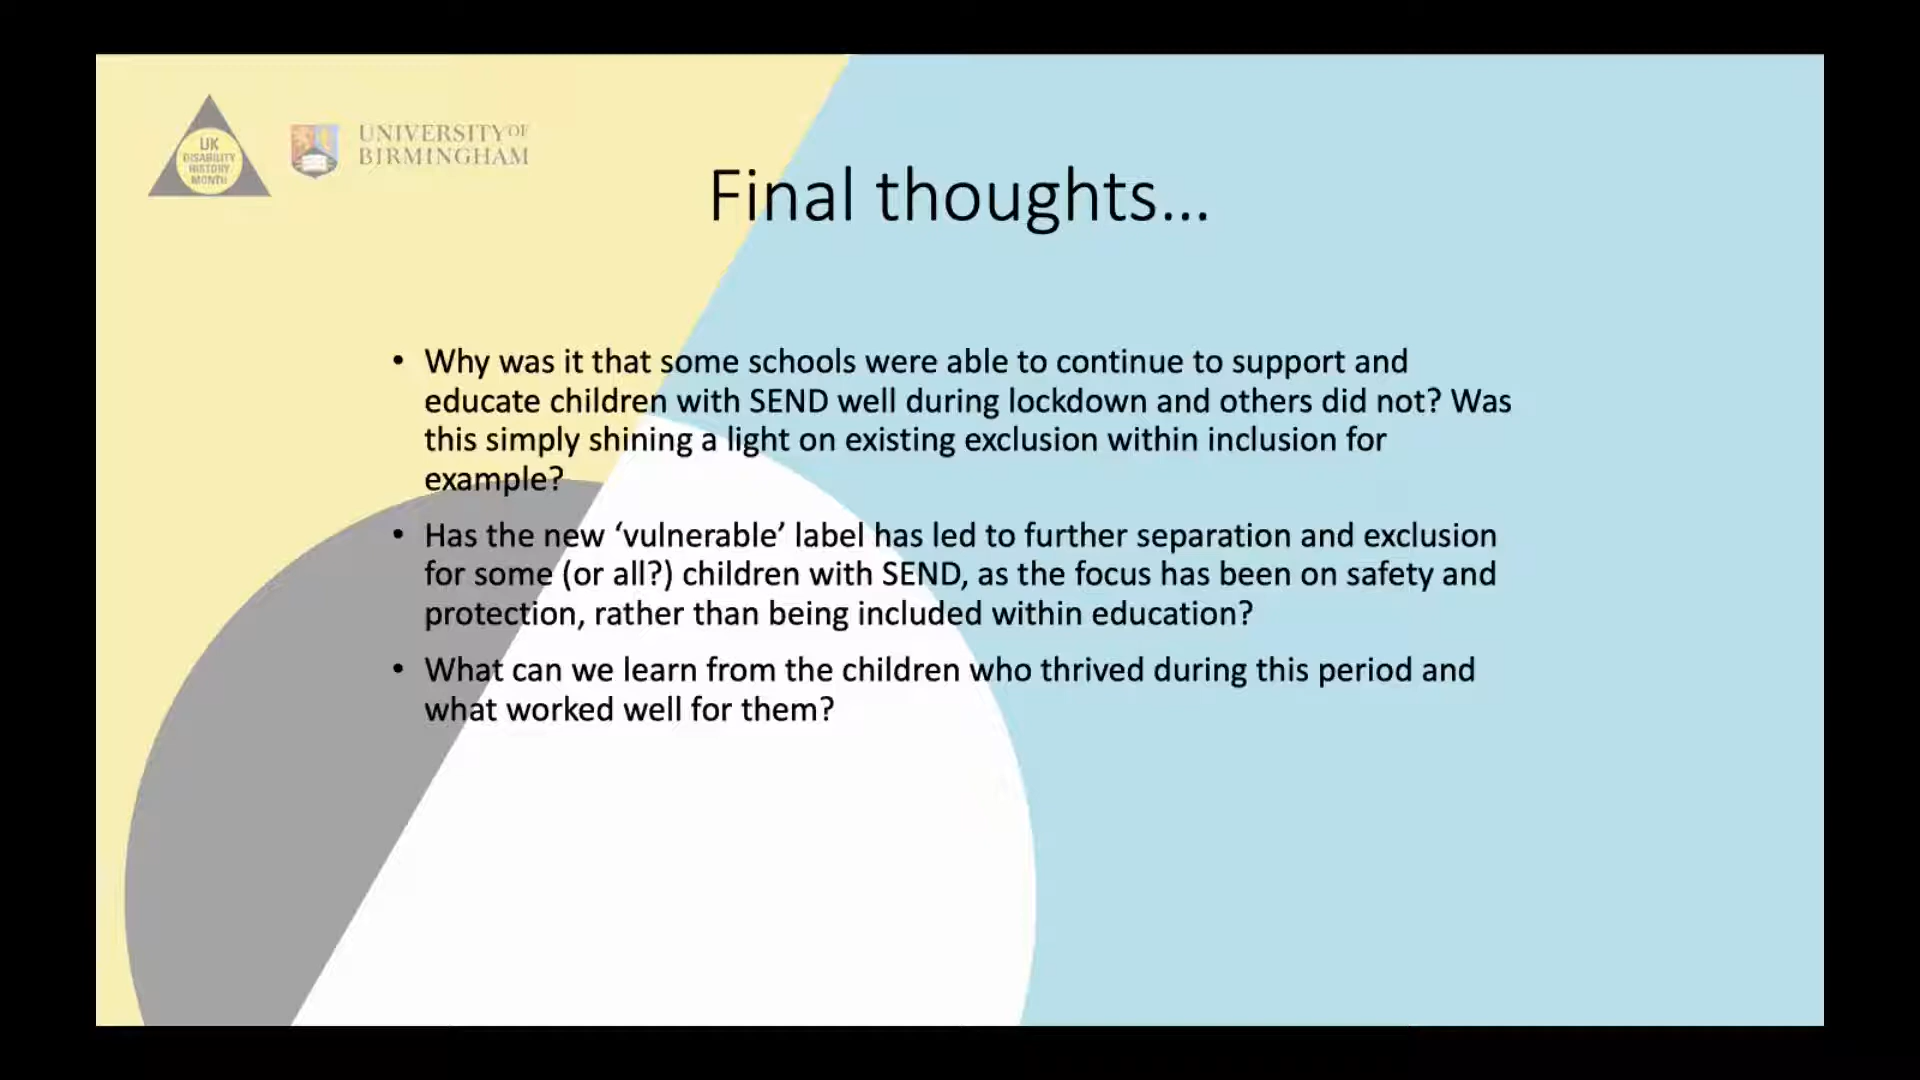 UK
DISABILITY
HISTORY
MONTH
UNIVERSITY OF
BIRMINGHAM
Final thoughts...
• Why was it that some schools were able to continue to support and
educate children with SEND well during lockdown and others did not? Was
this simply shining a light on existing exclusion within inclusion for
example?
• Has the new ‘vulnerable’ label has led to further separation and exclusion
for some (or all?) children with SEND, as the focus has been on safety and
protection, rather than being included within education?
• What can we learn from the children who thrived during this period and
what worked well for them?